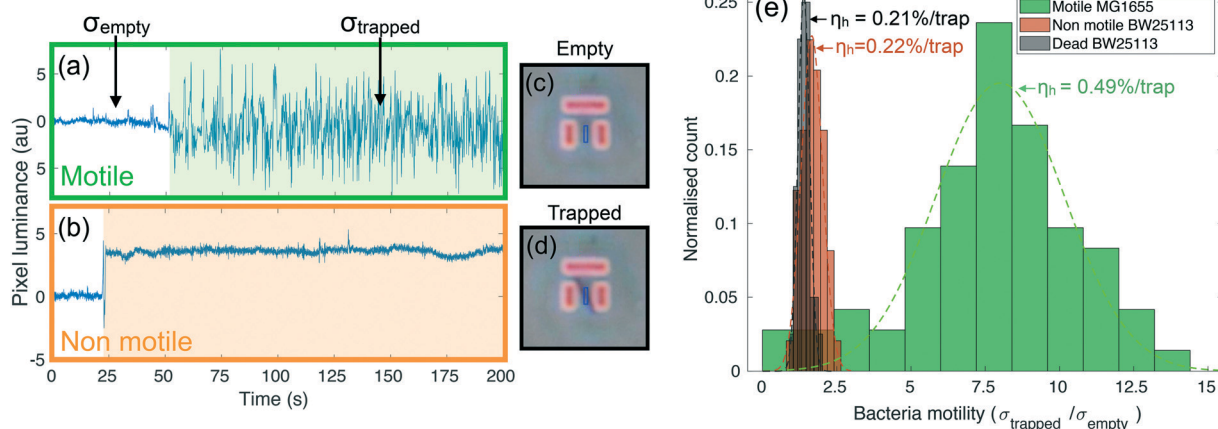 σempty
σtrapped
(a)
5
0
5
Motile
Pixel luminance (au)
(b)
5
0
-5
Non motile
0 25 50 75 100 125 150 175 200
Time (s)
Empty
(c)
Trapped
(d)
(e)
0.25
0.2
0.15
0.1
0.05
0
Normalised count
Motile MG1655
Non motile BW25113
Dead BW25113
ηh = 0.21%/trap
ηh=0.22%/trap
ηh = 0.49%/trap
0 2.5 5 7.5 10 12.5 15
Bacteria motility (σtrapped /σempty )